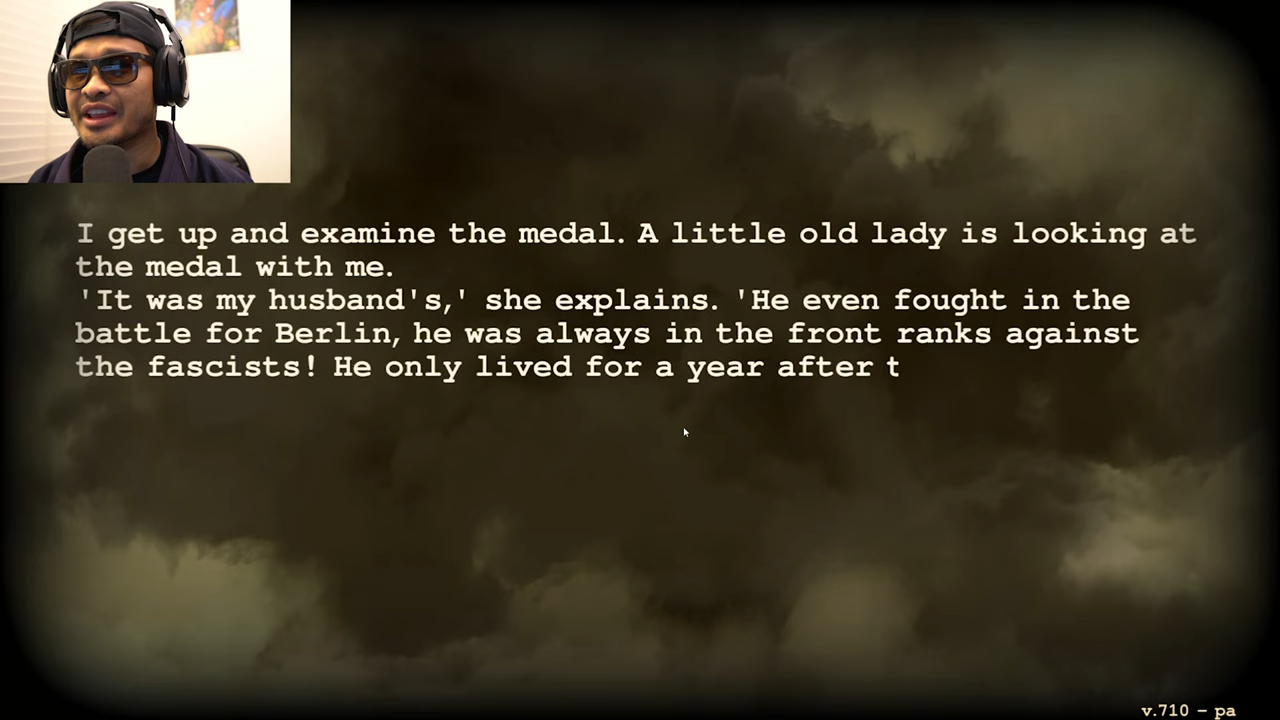 I get up and examine the medal. A little old lady is looking at
the medal with me.
'It was my husband's,' she explains. 'He even fought in the
battle for Berlin, he was always in the front ranks against
the fascists! He only lived for a year after t
v.710 – pa